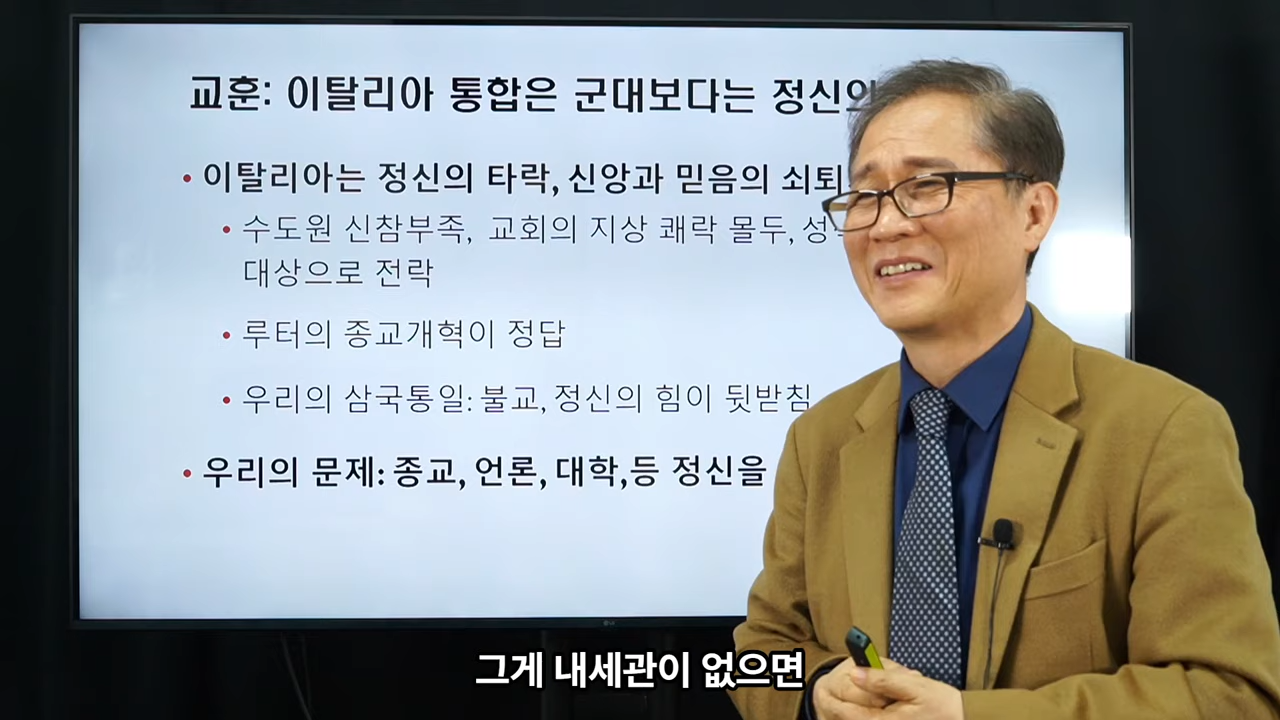 교훈: 이탈리아 통합은 군대보다는 정신의
• 이탈리아는 정신의 타락, 신앙과 믿음의 쇠퇴
• 수도원 신참부족, 교회의 지상 쾌락 몰두,
대상으로 전락
• 루터의 종교개혁이 정답
• 우리의 삼국통일: 불교, 정신의 힘이 뒷받침
• 우리의 문제: 종교, 언론, 대학,등 정신을
LG
그게 내세관이 없으면